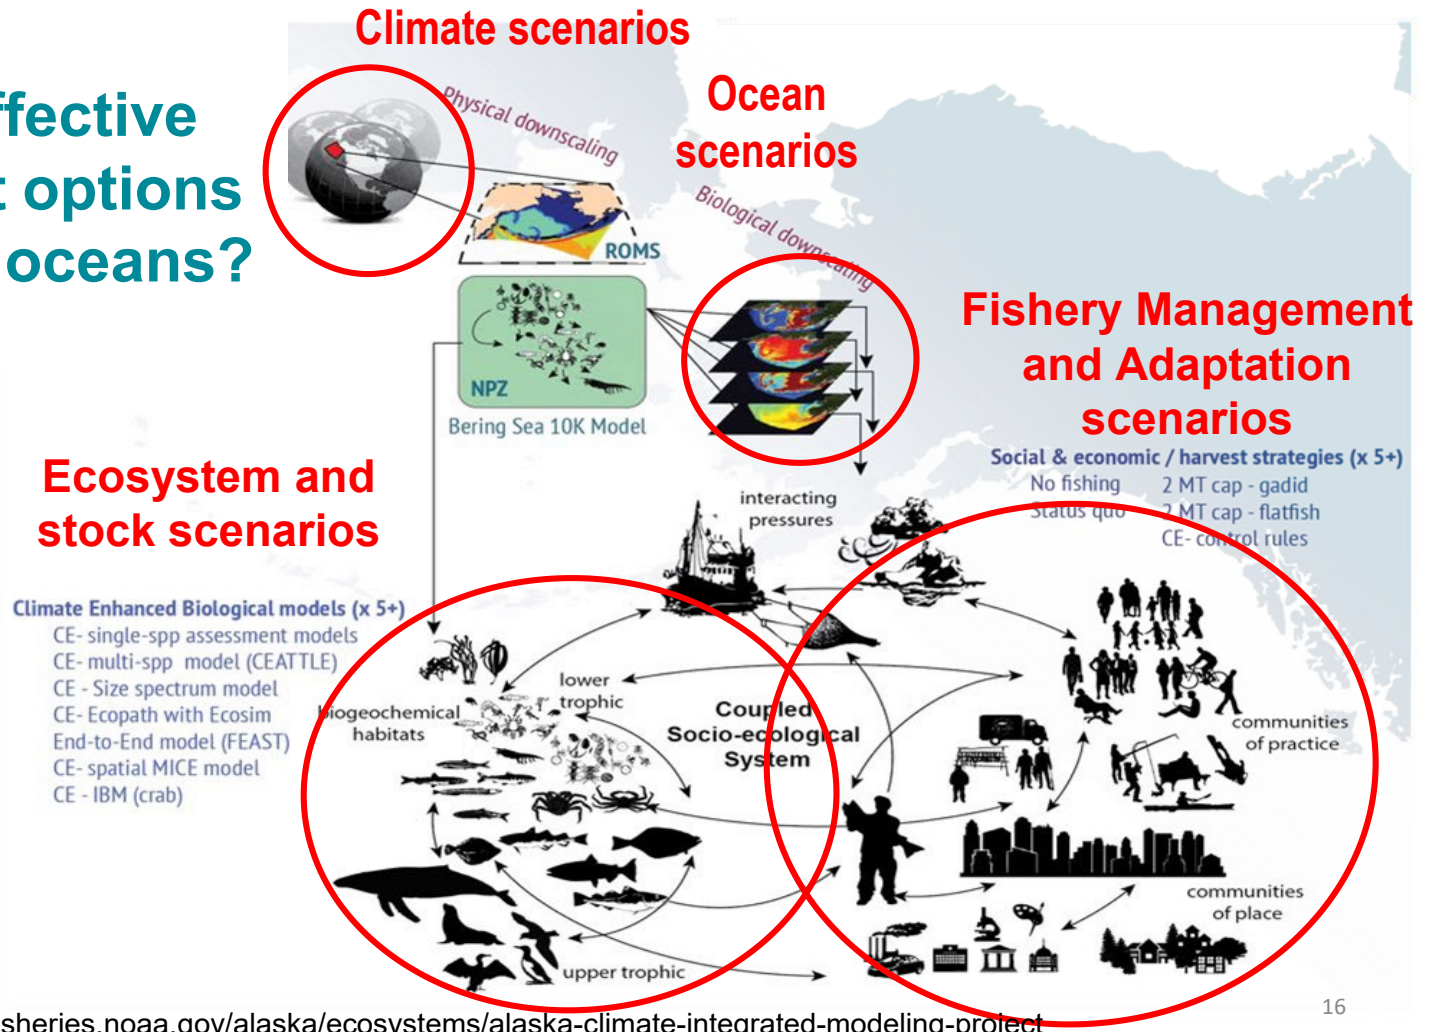 Climate scenarios
ffective
t options
oceans?
Physical downscaling
Ocean
scenarios
ROMS
Biological downscaling
NPZ
Bering Sea 10K Model
Fishery Management
and Adaptation
scenarios
Social & economic / harvest strategies (x 5+)
No fishing 2 MT cap - gadid
Status quo 2 MT cap - flatfish
CE- control rules
Ecosystem and
stock scenarios
Climate Enhanced Biological models (x 5+)
CE- single-spp assessment models
CE- multi-spp model (CEATTLE)
CE - Size spectrum model
CE- Ecopath with Ecosim
End-to-End model (FEAST)
CE- spatial MICE model
CE - IBM (crab)
interacting
pressures
lower
trophic
biogeochemical
habitats
Coupled
Socio-ecological
System
communities
of practice
communities
of place
upper trophic
16
sheries.noaa.gov/alaska/ecosystems/alaska-climate-integrated-modeling-project